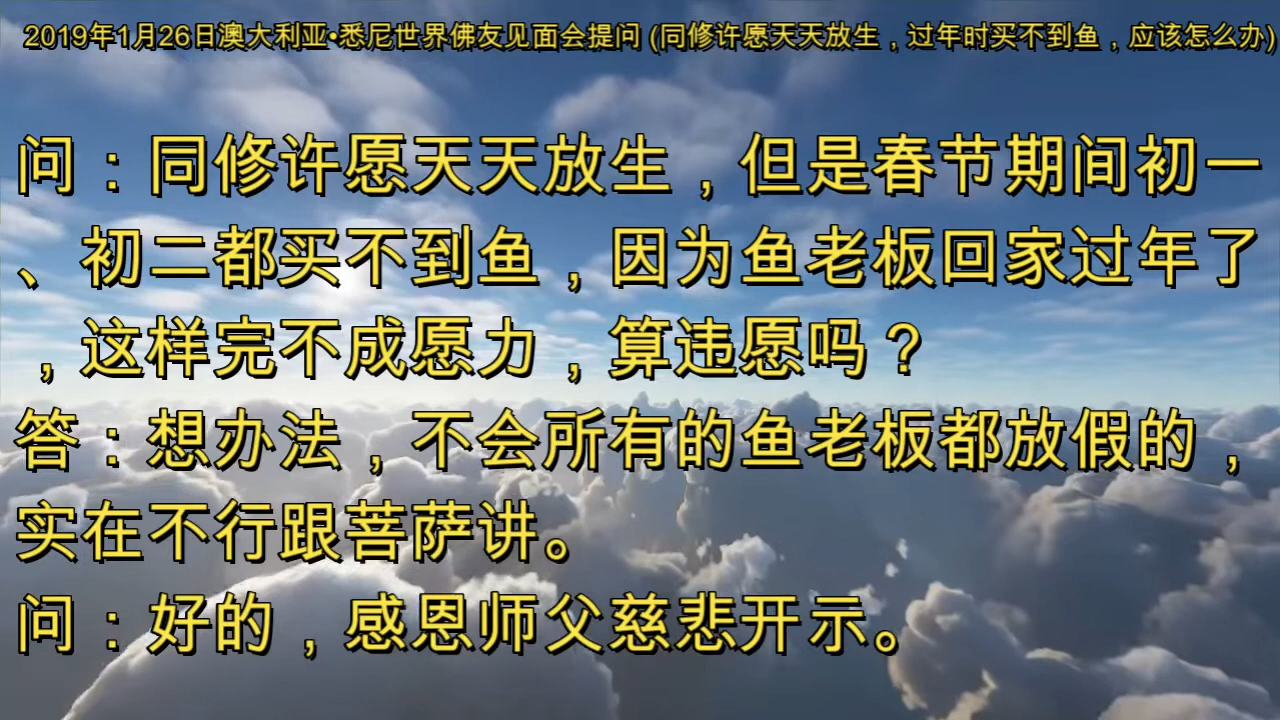 2019年1月26日澳大利亚•悉尼世界佛友见面会提问 (同修许愿天天放生，过年时买不到鱼，应该怎么办)
问：同修许愿天天放生，但是春节期间初一
、初二都买不到鱼，因为鱼老板回家过年了
，这样完不成愿力，算违愿吗？
答：想办法，不会所有的鱼老板都放假的，
实在不行跟菩萨讲。
问：好的，感恩师父慈悲开示。